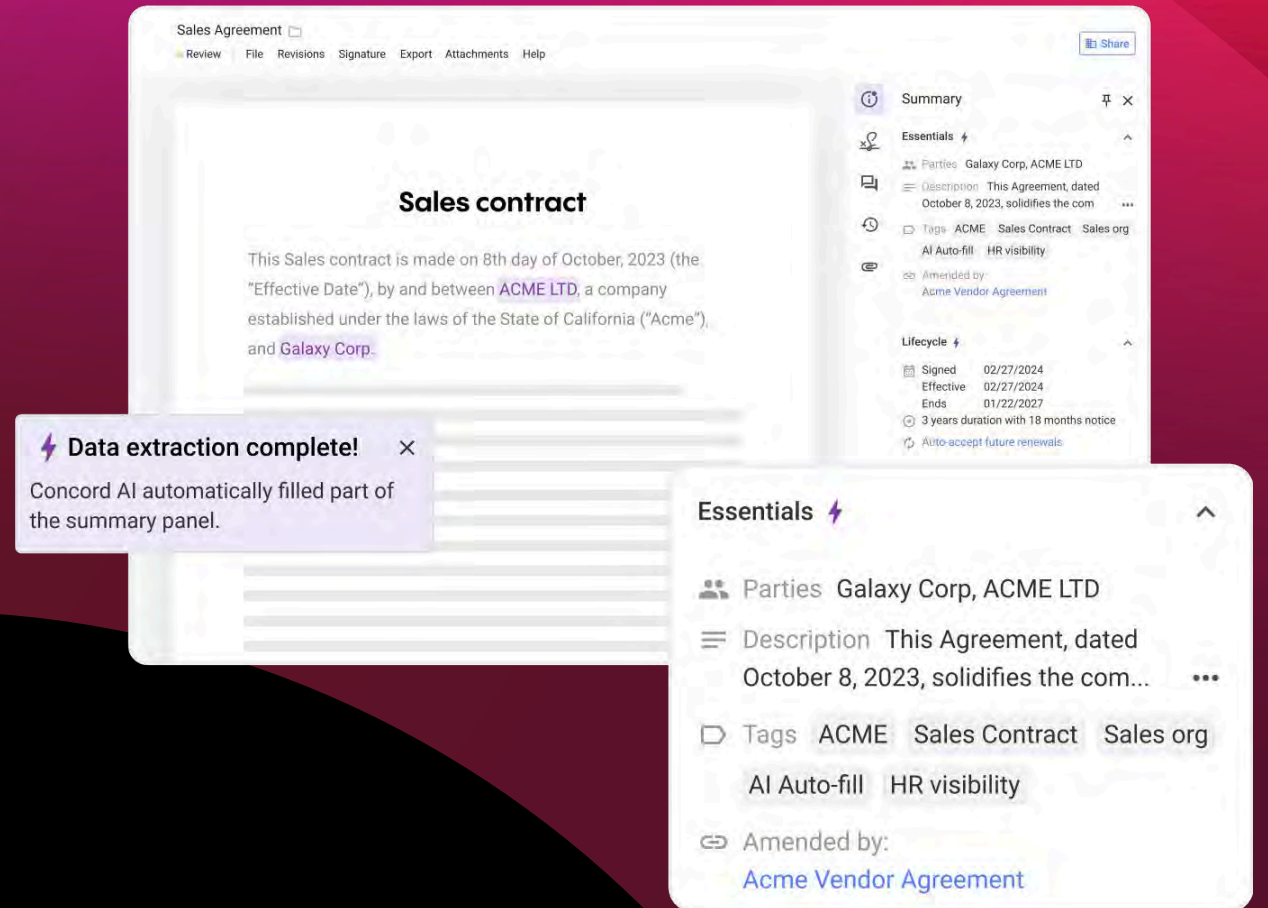 Sales Agreement
Review File Revisions Signature Export Attachments Help
Share
Sales contract
This Sales contract is made on 8th day of October, 2023 (the
"Effective Date"), by and between ACME LTD, a company
established under the laws of the State of California ("Acme"),
and Galaxy Corp.
Summary
Essentials
Parties Galaxy Corp, ACME LTD
Description This Agreement, dated
October 8, 2023, solidifies the com ...
Tags ACME Sales Contract Sales org
AI Auto-fill HR visibility
Amended by:
Acme Vendor Agreement
Lifecycle
Signed 02/27/2024
Effective 02/27/2024
Ends 01/22/2027
3 years duration with 18 months notice
Auto-accept future renewals
Data extraction complete!
Concord AI automatically filled part of
the summary panel.
Essentials
Parties Galaxy Corp, ACME LTD
Description This Agreement, dated
October 8, 2023, solidifies the com...
Tags ACME Sales Contract Sales org
AI Auto-fill HR visibility
Amended by:
Acme Vendor Agreement